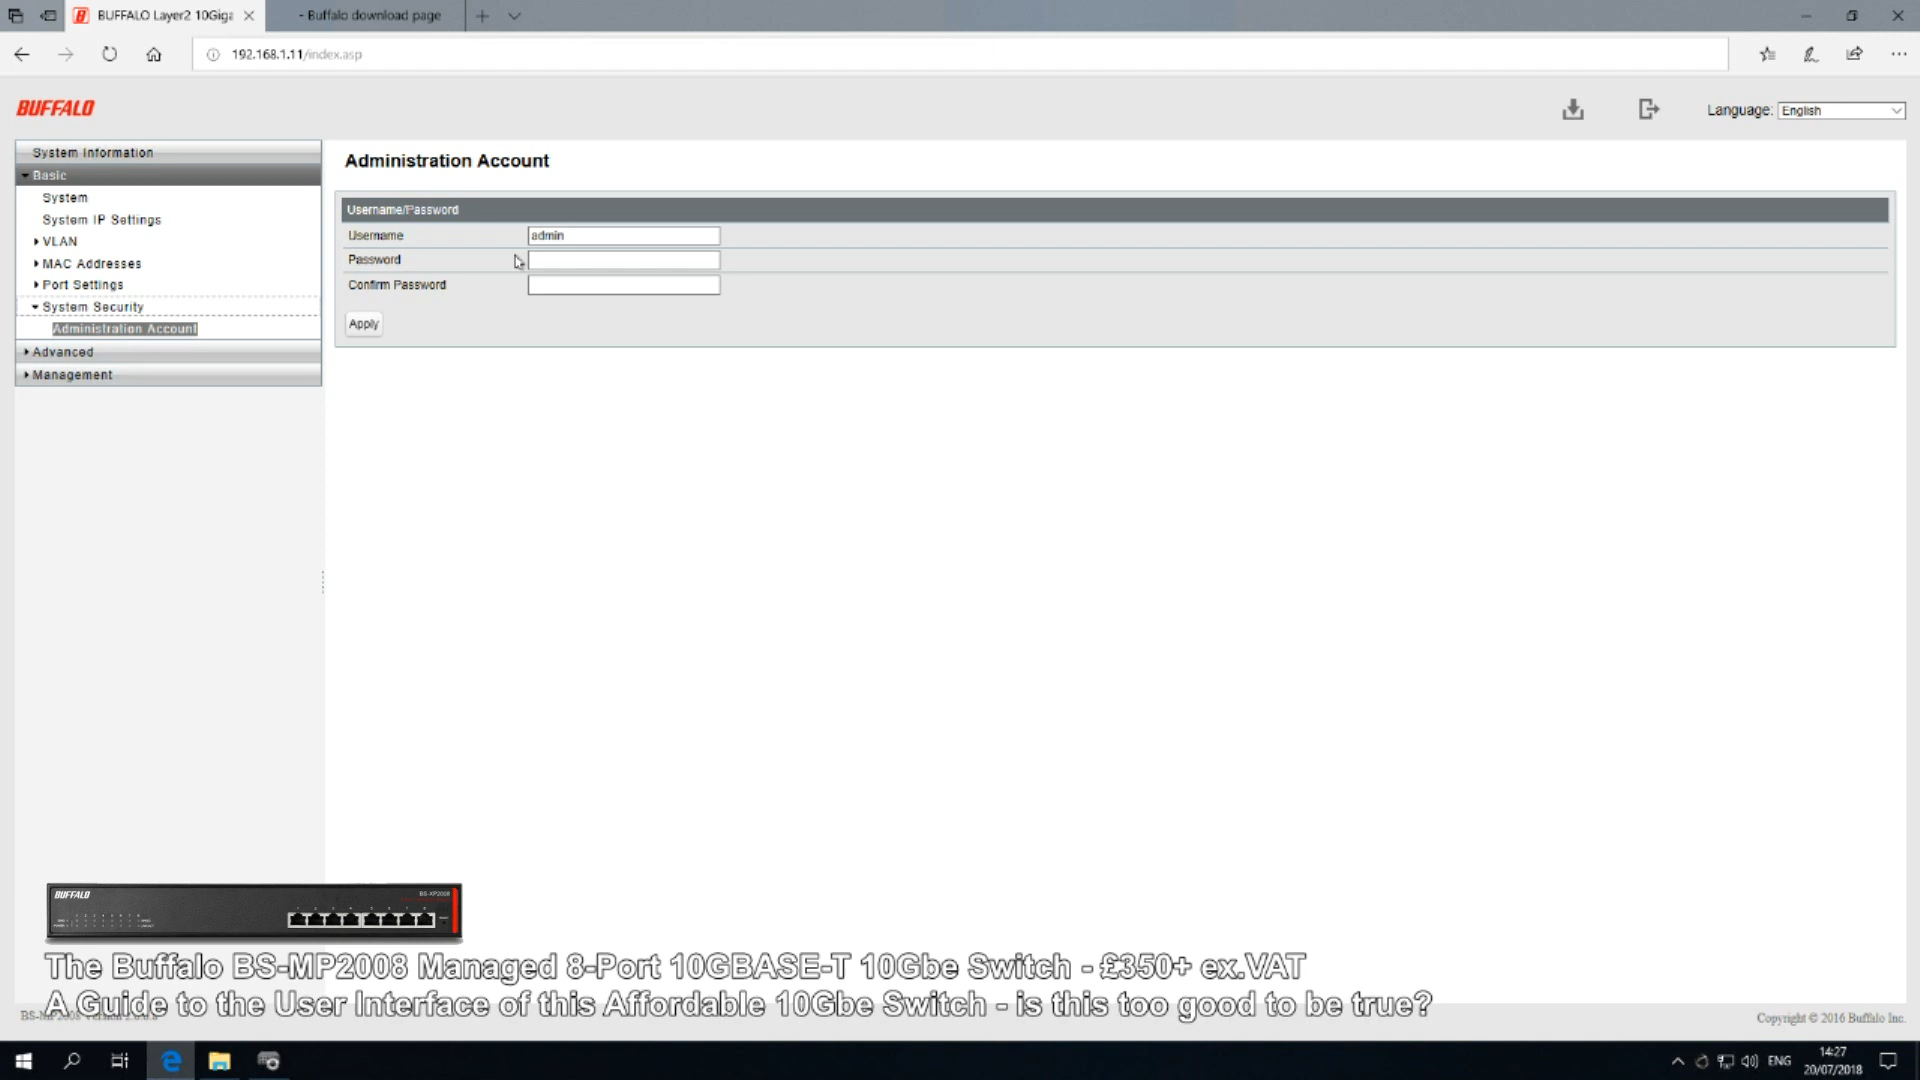 BUFFALO Layer2 10Giga
- Buffalo download page
192.168.1.11/index.asp
BUFFALO
Language: English
System Information
Basic
System
System IP Settings
VLAN
MAC Addresses
Port Settings
System Security
Administration Account
Advanced
Management
Administration Account
Username/Password
Username admin
Password
Confirm Password
Apply
BUFFALO
BS-XP2008
The Buffalo BS-MP2008 Managed 8-Port 10GBASE-T 10Gbe Switch - £350+ ex.VAT
A Guide to the User Interface of this Affordable 10Gbe Switch - is this too good to be true?
Copyright © 2016 Buffalo Inc.
ENG
14:27
20/07/2018